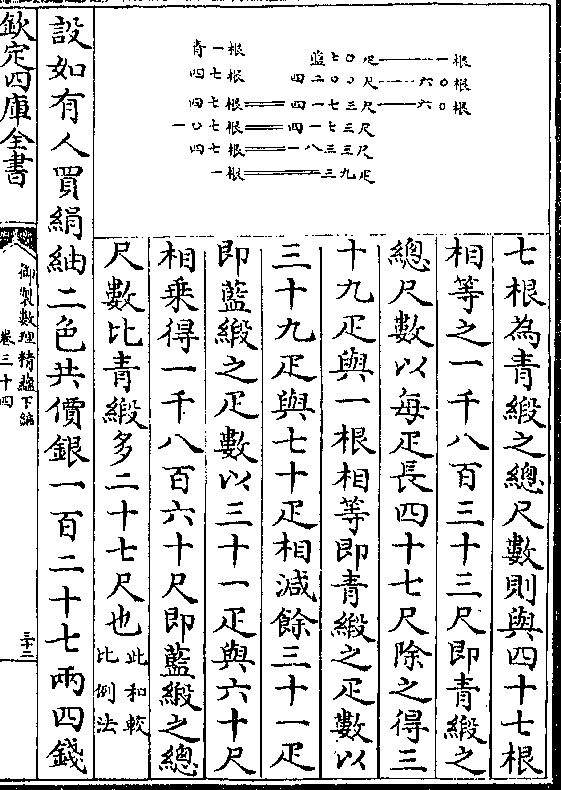 青一根　藍七〇疋一一根
四七根　四二〇〇尺一六〇根
四七根　四一七三尺一六〇根
一〇七根　四一七三尺
四七根　一八三三尺
一根　三九疋
七根為青緞之總尺數則與四十七根
相等之一千八百三十三尺即青緞之
總尺數以每疋長四十七尺除之得三
十九疋與一根相等即青緞之疋數以
三十九疋與七十疋相減餘三十一疋
即藍緞之疋數以三十一疋與六十尺
相乗得一千八百六十尺即藍緞之總
尺數比青緞多二十七尺也此和較
比例法
設如有人買絹紬二色共價銀一百二十七兩四錢
欽定四庫全書
御製數理精蘊下編
卷三十四
三十三